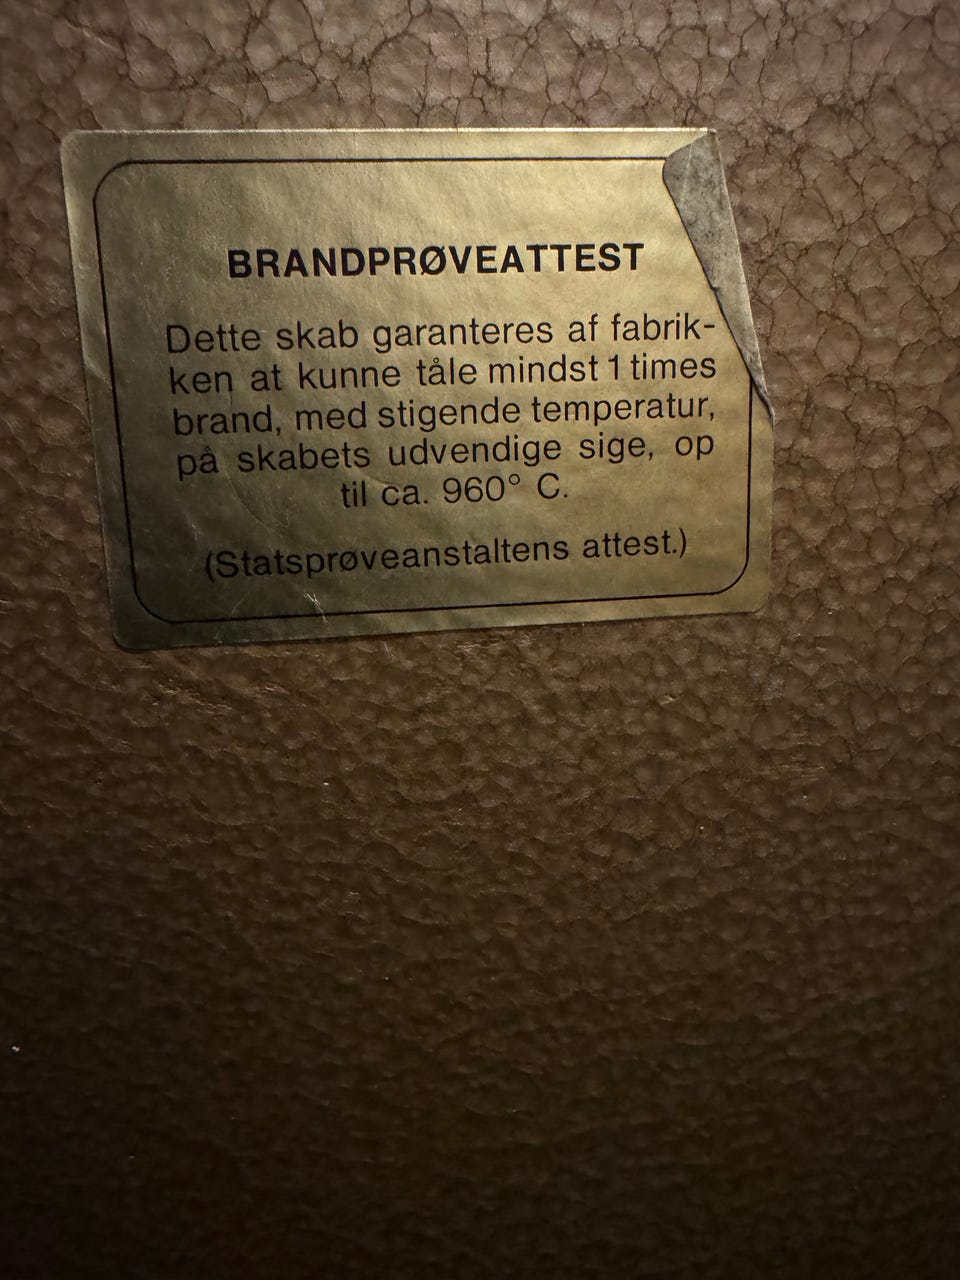 BRANDPRØVEATTEST
Dette skab garanteres af fabrik-
ken at kunne tåle mindst 1 times
brand, med stigende temperatur,
på skabets udvendige sige, op
til ca. 960° C.
(Statsprøveanstaltens attest.)